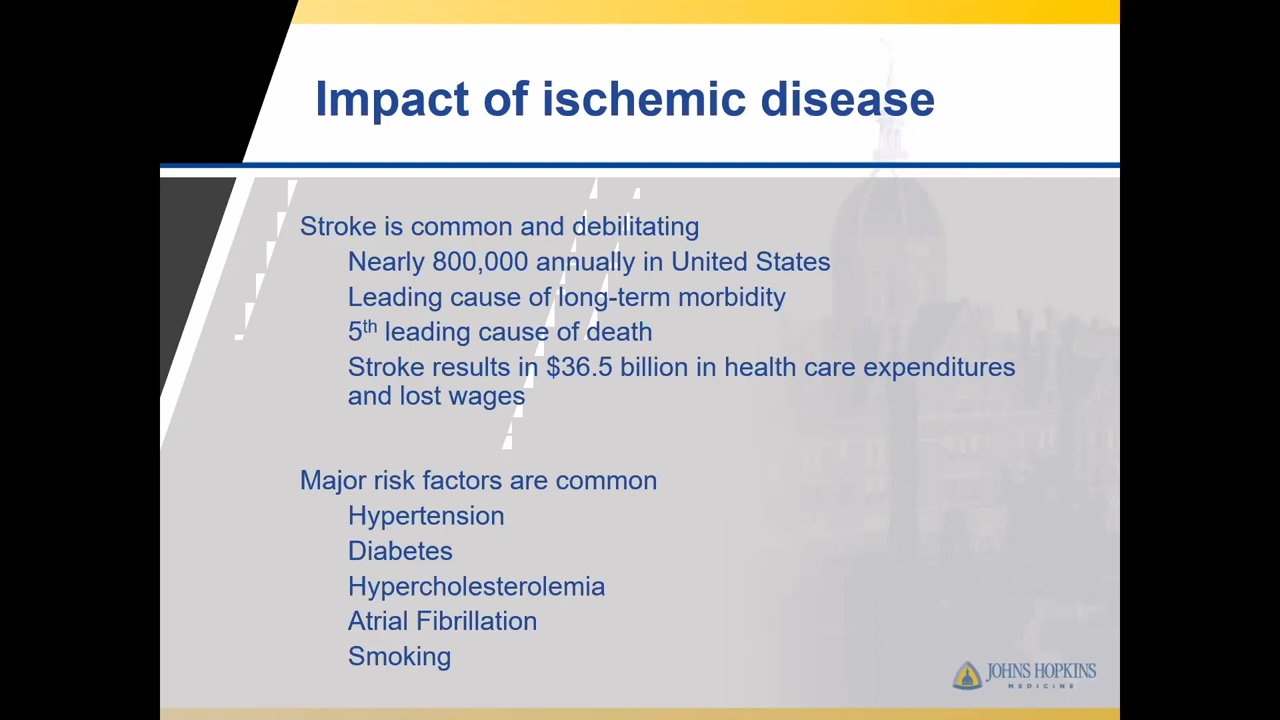 Impact of ischemic disease
Stroke is common and debilitating
Nearly 800,000 annually in United States
Leading cause of long-term morbidity
5th leading cause of death
Stroke results in $36.5 billion in health care expenditures
and lost wages
Major risk factors are common
Hypertension
Diabetes
Hypercholesterolemia
Atrial Fibrillation
Smoking
JOHNS HOPKINS
MEDICINE